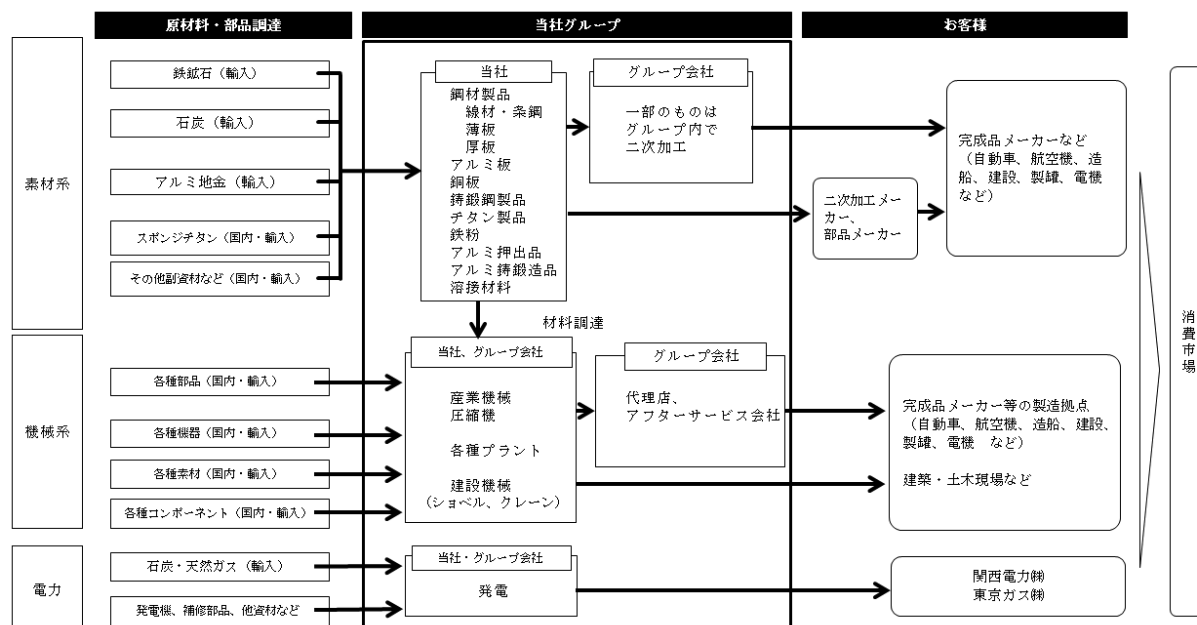 原材料・部品調達
当社グループ
お客様
素材系
鉄鉱石（輸入）
石炭（輸入）
アルミ地金（輸入）
スポンジチタン（国内・輸入）
その他副資材など（国内・輸入）
当社
鋼材製品
線材・条鋼
薄板
厚板
アルミ板
銅板
鋳鍛鋼製品
チタン製品
鉄粉
アルミ押出品
アルミ鋳鍛造品
溶接材料
グループ会社
一部のものは
グループ内で
二次加工
二次加工メー
カー、
部品メーカー
完成品メーカーなど
（自動車、航空機、造
船、建設、製罐、電機
など）
材料調達
機械系
各種部品（国内・輸入）
各種機器（国内・輸入）
各種素材（国内・輸入）
各種コンポーネント（国内・輸入）
当社、グループ会社
産業機械
圧縮機
各種プラント
建設機械
（ショベル、クレーン）
グループ会社
代理店、
アフターサービス会社
完成品メーカー等の製造拠点
（自動車、航空機、造船、建設、
製罐、電機　など）
建築・土木現場など
電力
石炭・天然ガス（輸入）
発電機、補修部品、他資材など
当社・グループ会社
発電
関西電力㈱
東京ガス㈱
消費市場